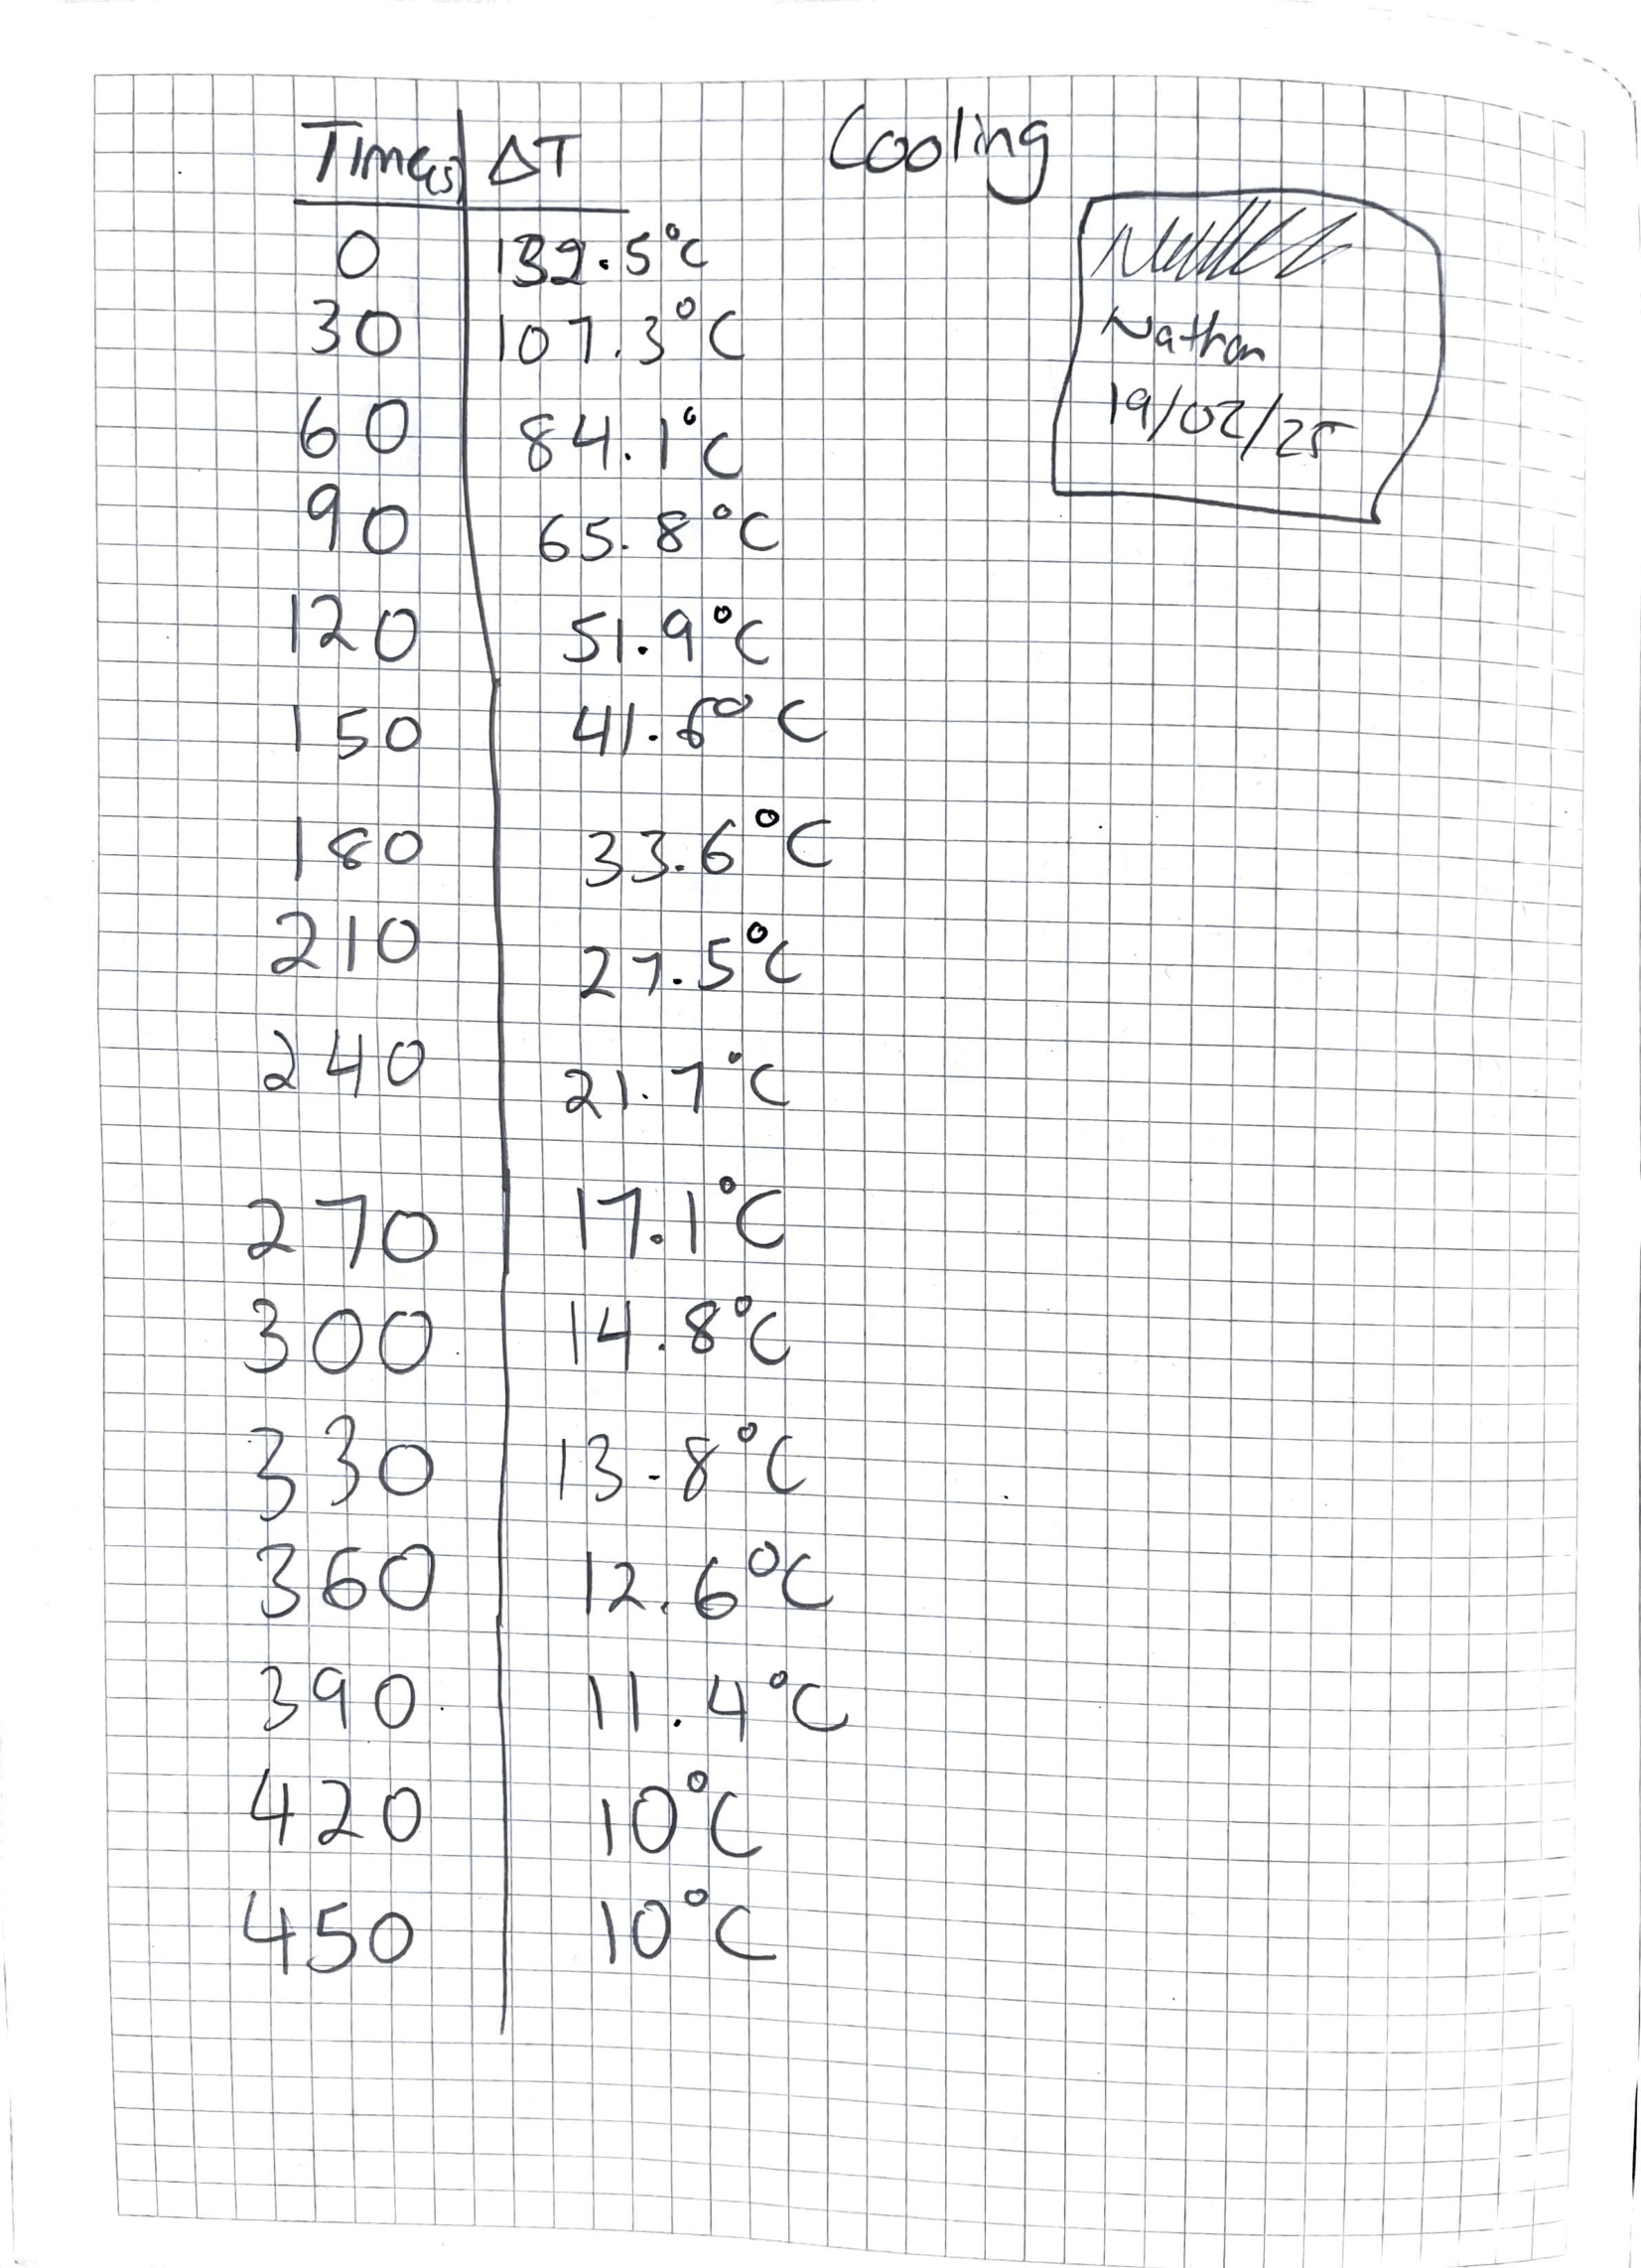 Time(s) ΔT Cooling
0 132.5°C
30 107.3°C
Nathan
60 84.1°C
19/02/25
90 65.8°C
120 51.9°C
150 41.6°C
180 33.6°C
210 27.5°C
240 21.7°C
270 17.1°C
300 14.8°C
330 13.8°C
360 12.6°C
390 11.4°C
420 10°C
450 10°C